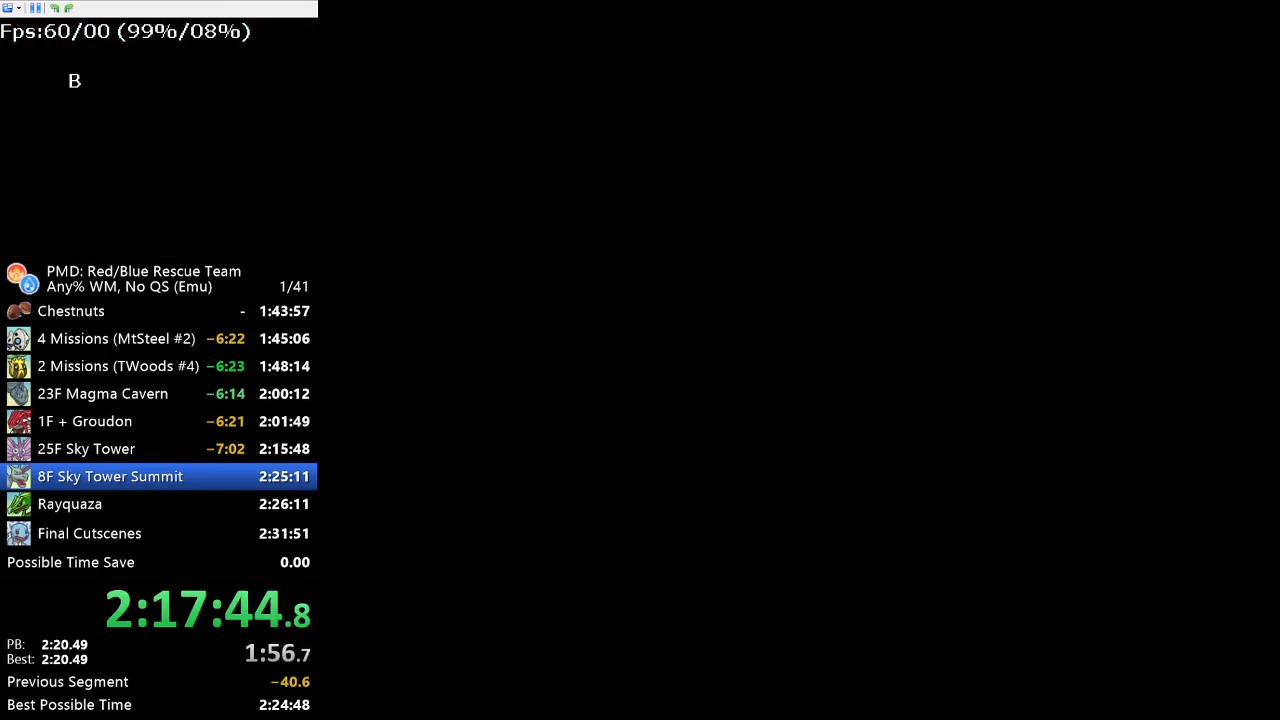 Fps:60/00 (99%/08%)
B
PMD: Red/Blue Rescue Team
Any% WM, No QS (Emu) 1/41
Chestnuts - 1:43:57
4 Missions (MtSteel #2) −6:22 1:45:06
2 Missions (TWoods #4) −6:23 1:48:14
23F Magma Cavern −6:14 2:00:12
1F + Groudon −6:21 2:01:49
25F Sky Tower −7:02 2:15:48
8F Sky Tower Summit 2:25:11
Rayquaza 2:26:11
Final Cutscenes 2:31:51
Possible Time Save 0.00
2:17:44.8
PB: 2:20.49
1:56.7
Best: 2:20.49
Previous Segment −40.6
Best Possible Time 2:24:48